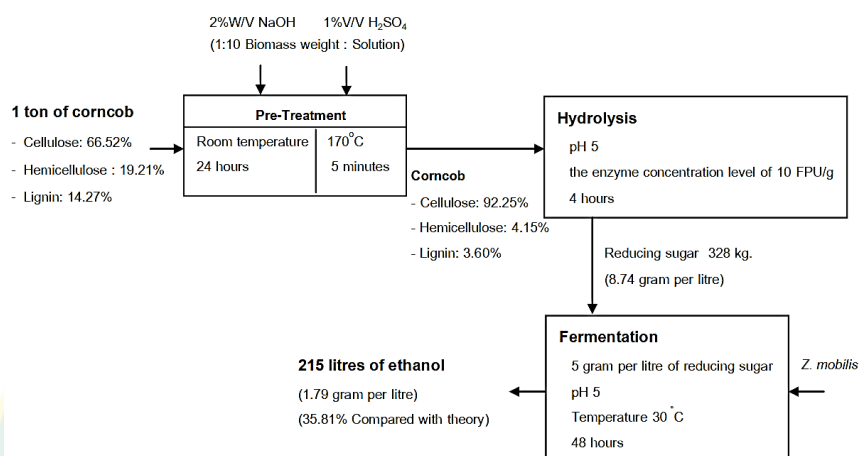 2%W/V NaOH 1%V/V H₂SO₄
(1:10 Biomass weight : Solution)
1 ton of corncob
- Cellulose: 66.52%
- Hemicellulose : 19.21%
- Lignin: 14.27%
Pre-Treatment
Room temperature
24 hours
170°C
5 minutes
Corncob
- Cellulose: 92.25%
- Hemicellulose: 4.15%
- Lignin: 3.60%
Hydrolysis
pH 5
the enzyme concentration level of 10 FPU/g
4 hours
Reducing sugar 328 kg.
(8.74 gram per litre)
Fermentation
5 gram per litre of reducing sugar
pH 5
Temperature 30 °C
48 hours
Z. mobilis
215 litres of ethanol
(1.79 gram per litre)
(35.81% Compared with theory)